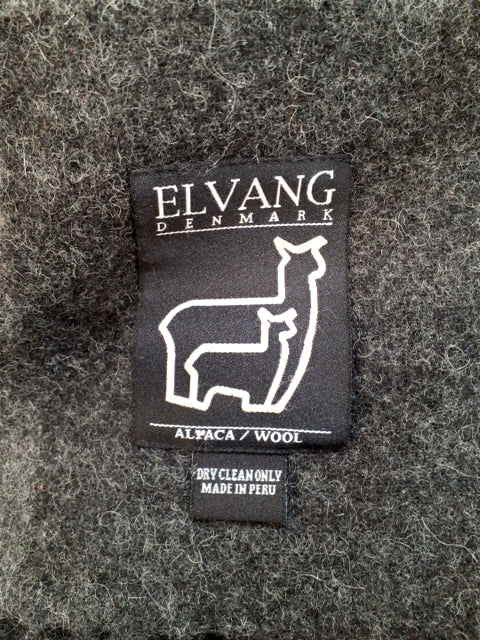 ELVANG
DENMARK
ALPACA / WOOL
DRY CLEAN ONLY
MADE IN PERU